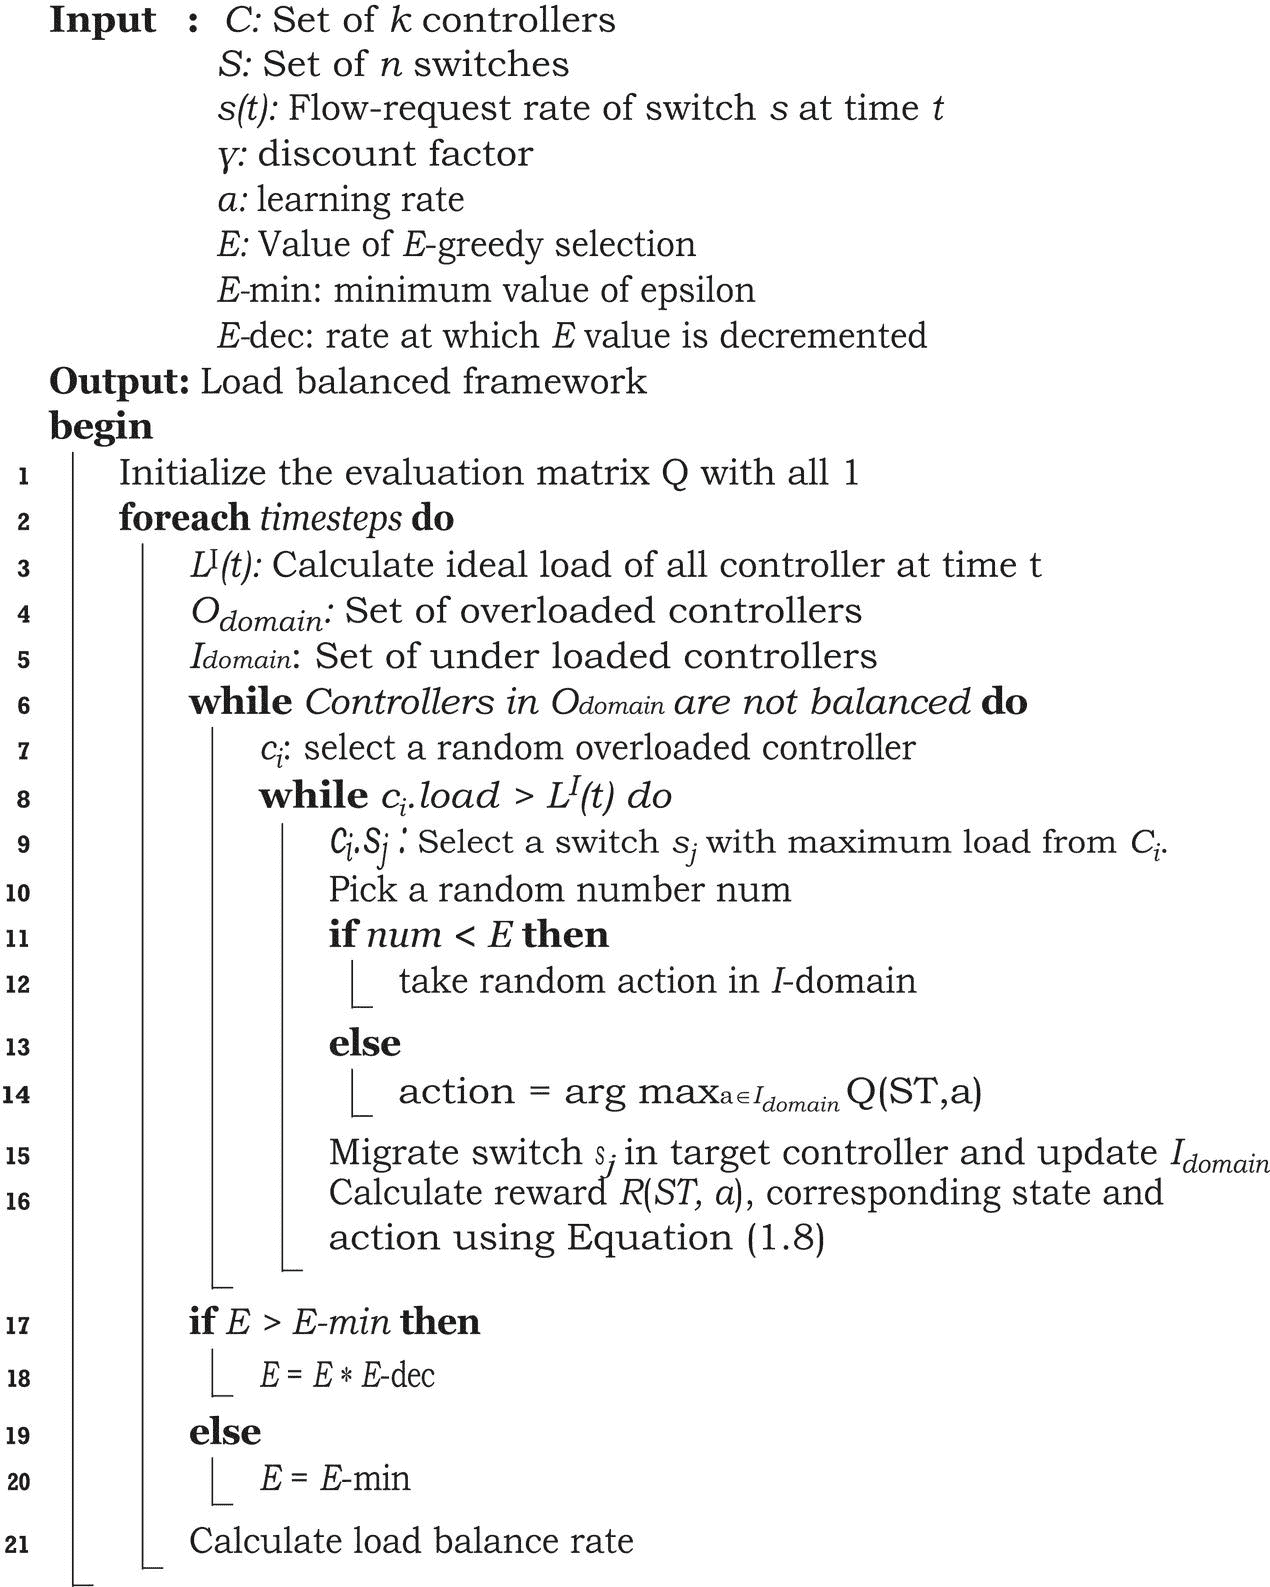 Input : C: Set of k controllers
S: Set of n switches
s(t): Flow-request rate of switch s at time t
γ: discount factor
a: learning rate
E: Value of E-greedy selection
E-min: minimum value of epsilon
E-dec: rate at which E value is decremented
Output: Load balanced framework
begin
1 Initialize the evaluation matrix Q with all 1
2 foreach timesteps do
3 L^I(t): Calculate ideal load of all controller at time t
4 O_domain: Set of overloaded controllers
5 I_domain: Set of under loaded controllers
6 while Controllers in O_domain are not balanced do
7 c_i: select a random overloaded controller
8 while c_i.load > L^I(t) do
9 C_i.S_j : Select a switch s_j with maximum load from C_i.
10 Pick a random number num
11 if num < E then
12 take random action in I-domain
13 else
14 action = arg max_{a∈I_domain} Q(ST,a)
15 Migrate switch s_j in target controller and update I_domain
16 Calculate reward R(ST, a), corresponding state and
action using Equation (1.8)
17 if E > E-min then
18 E = E * E-dec
19 else
20 E = E-min
21 Calculate load balance rate